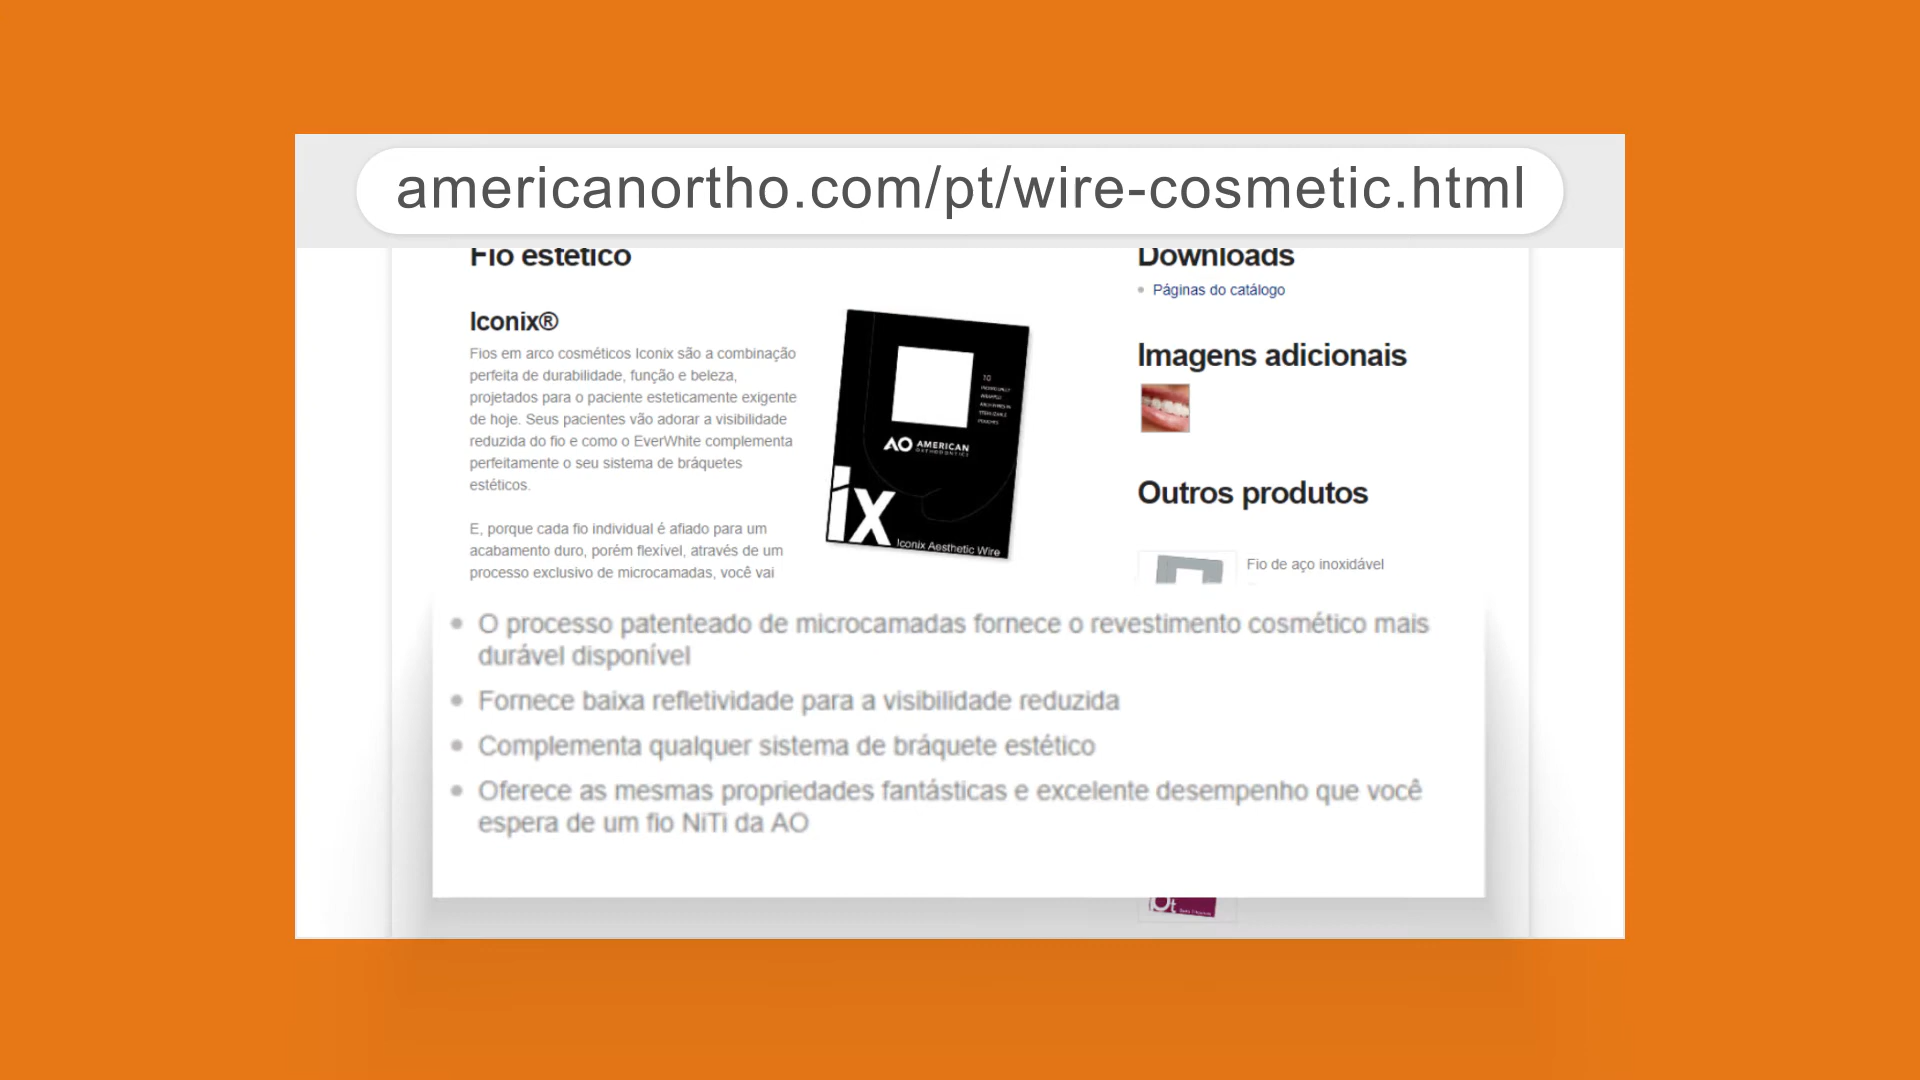 americanortho.com/pt/wire-cosmetic.html
Fio estético
Iconix®
Fios em arco cosméticos Iconix são a combinação
perfeita de durabilidade, função e beleza,
projetados para o paciente esteticamente exigente
de hoje. Seus pacientes vão adorar a visibilidade
reduzida do fio e como o EverWhite complementa
perfeitamente o seu sistema de bráquetes
estéticos.
E, porque cada fio individual é afiado para um
acabamento duro, porém flexível, através de um
processo exclusivo de microcamadas, você vai
10
AO AMERICAN
ORTHODONTICS
ix
Iconix Aesthetic Wire
Downloads
Páginas do catálogo
Imagens adicionais
Outros produtos
Fio de aço inoxidável
O processo patenteado de microcamadas fornece o revestimento cosmético mais
durável disponível
Fornece baixa refletividade para a visibilidade reduzida
Complementa qualquer sistema de bráquete estético
Oferece as mesmas propriedades fantásticas e excelente desempenho que você
espera de um fio NiTi da AO